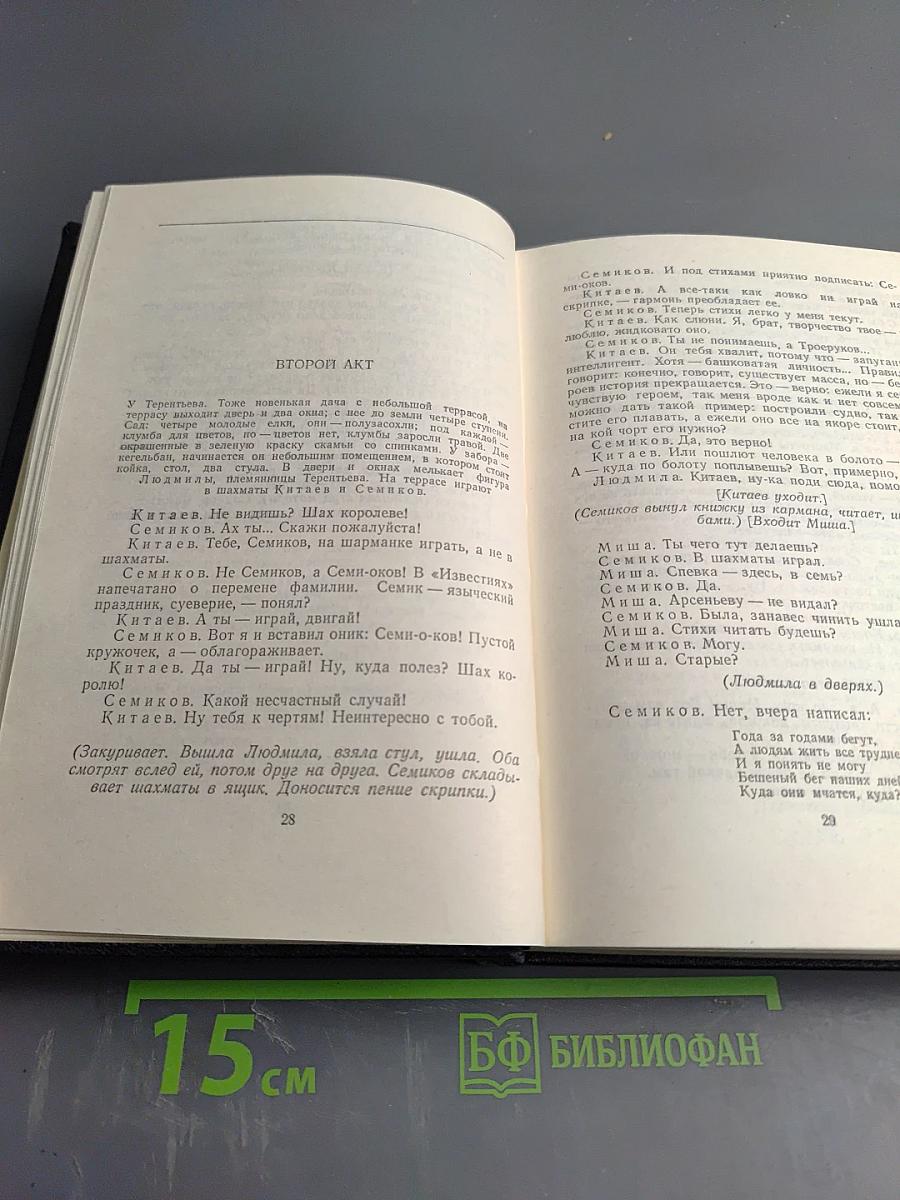 ВТОРОЙ АКТ
У Терентьева. Тоже новенькая дача с небольшой террасой, на
террасу выходит дверь и два окна; с нее до земли четыре ступени.
Сад: четыре молодые елки, они — полузасохли; под каждой —
клумба для цветов, но — цветов нет, клумбы заросли травой. Две
окрашенные в зеленую краску скамьи со спинками. У забора —
кегельбан, начинается он небольшим помещением, в котором стоит
койка, стол, два стула. В двери и окнах мелькает фигура
Людмилы, племянницы Терентьева. На террасе играют
в шахматы Китаев и Семиков.
Китаев. Не видишь? Шах королеве!
Семиков. Ах ты... Скажи пожалуйста!
Китаев. Тебе, Семиков, на шарманке играть, а не в
шахматы.
Семиков. Не Семиков, а Семи-оков! В «Известиях»
напечатано о перемене фамилии. Семик — языческий
праздник, суеверие, — понял?
Китаев. А ты — играй, двигай!
Семиков. Вот я и вставил оник: Семи-о-ков! Пустой
кружочек, а — облагораживает.
Китаев. Да ты — играй! Ну, куда полез? Шах ко-
ролю!
Семиков. Какой несчастный случай!
Китаев. Ну тебя к чертям! Неинтересно с тобой.
(Закуривает. Вышла Людмила, взяла стул, ушла. Оба
смотрят вслед ей, потом друг на друга. Семиков склады-
вает шахматы в ящик. Доносится пение скрипки.)
28
Семиков. И под стихами приятно подписать: Се-
ми-оков.
Китаев. А все-таки как ловко ни играй на
скрипке, — гармонь преобладает ее.
Семиков. Теперь стихи легко у меня текут.
Китаев. Как слюни. Я, брат, творчество твое —
люблю, жидковато оно.
Семиков. Ты не понимаешь, а Троеруков...
Китаев. Он тебя хвалит, потому что — запуган
интеллигент. Хотя — башковатая личность... Правил
говорит: конечно, говорит, существует масса, но — бе
роев история прекращается. Это — верно: ежели я се
чувствую героем, так меня вроде как и нет совсем
можно дать такой пример: построили судно, так
стите его плавать, а ежели оно все на якоре стоит,
на кой чорт его нужно?
Семиков. Да, это верно!
Китаев. Или пошлют человека в болото —
А — куда по болоту поплывешь? Вот, примерно,
Людмила. Китаев, ну-ка поди сюда, помо
[Китаев уходит.]
(Семиков вынул книжку из кармана, читает, ше
бами.) [Входит Миша.]
Миша. Ты чего тут делаешь?
Семиков. В шахматы играл.
Миша. Спевка — здесь, в семь?
Семиков. Да.
Миша. Арсеньеву — не видал?
Семиков. Была, занавес чинить ушла
Миша. Стихи читать будешь?
Семиков. Могу.
Миша. Старые?
(Людмила в дверях.)
Семиков. Нет, вчера написал:
Года за годами бегут,
А людям жить все трудне
И я понять не могу
Бешеный бег наших дней
Куда они мчатся, куда?
29
15 см
БФ БИБЛИОФАН